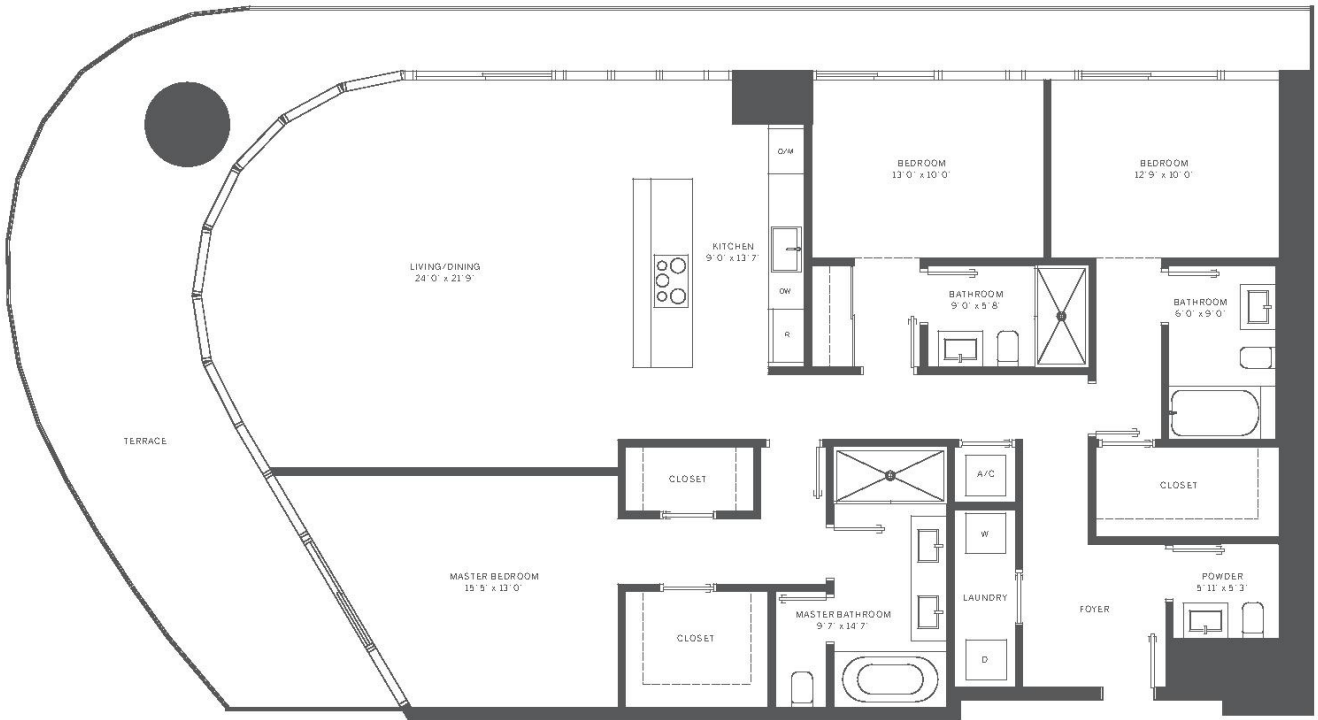 O/M
BEDROOM
13'0" x 10'0"
BEDROOM
12'9" x 10'0"
KITCHEN
9'0" x 13'7"
LIVING/DINING
24'0" x 21'9"
DW
R
BATHROOM
9'0" x 5'8"
BATHROOM
6'0" x 9'0"
TERRACE
CLOSET
A/C
CLOSET
W
MASTER BEDROOM
15'5" x 13'0"
POWDER
5'11" x 5'3"
LAUNDRY
FOYER
MASTER BATHROOM
9'7" x 14'7"
CLOSET
D